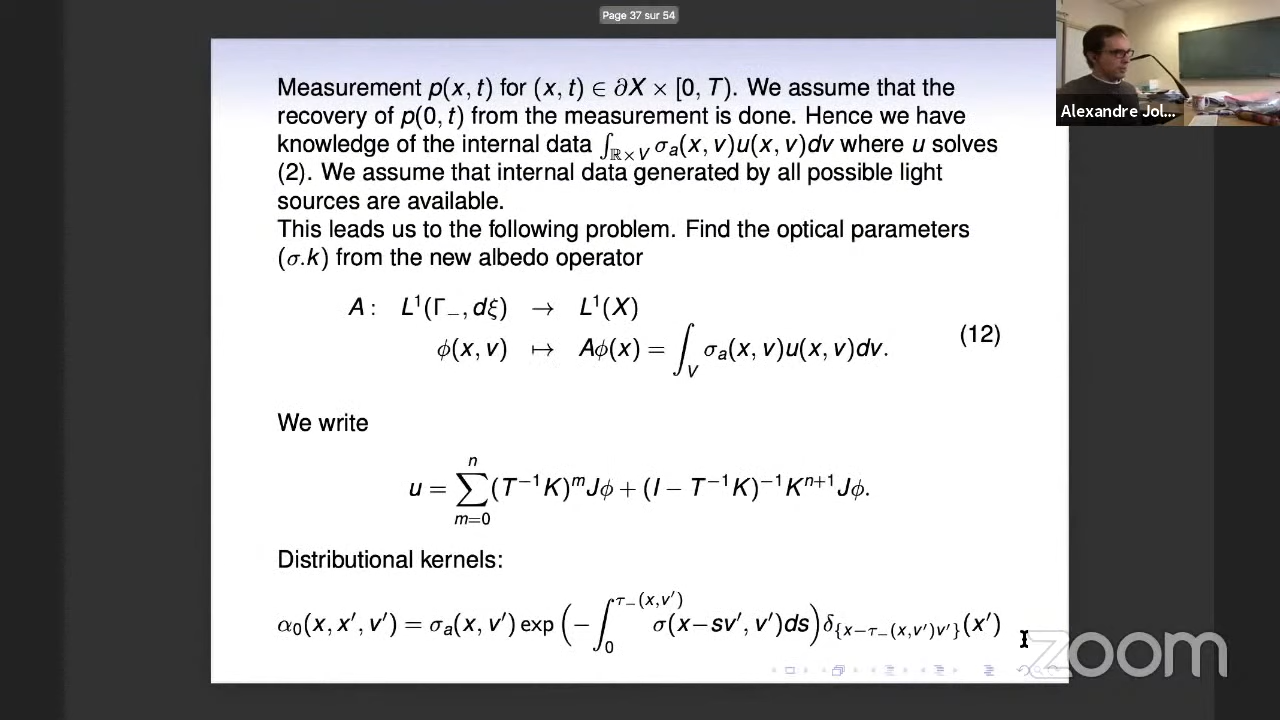 Page 37 sur 54
Measurement p(x, t) for (x, t) ∈ ∂X × [0, T). We assume that the
recovery of p(0, t) from the measurement is done. Hence we have
knowledge of the internal data ∫_{ℝ×V} σ_a(x, v)u(x, v)dv where u solves
(2). We assume that internal data generated by all possible light
sources are available.
This leads us to the following problem. Find the optical parameters
(σ.k) from the new albedo operator
A : L¹(Γ₋, dξ) → L¹(X)
φ(x, v) ↦ Aφ(x) = ∫_V σ_a(x, v)u(x, v)dv. (12)
We write
u = ∑_{m=0}^{n} (T⁻¹K)^m Jφ + (I − T⁻¹K)⁻¹K^{n+1}Jφ.
Distributional kernels:
α₀(x, x′, v′) = σ_a(x, v′) exp(−∫_0^{τ₋(x,v′)} σ(x−sv′, v′)ds)δ_{{x−τ₋(x,v′)v′}}(x′)
Alexandre Jol...
zoom